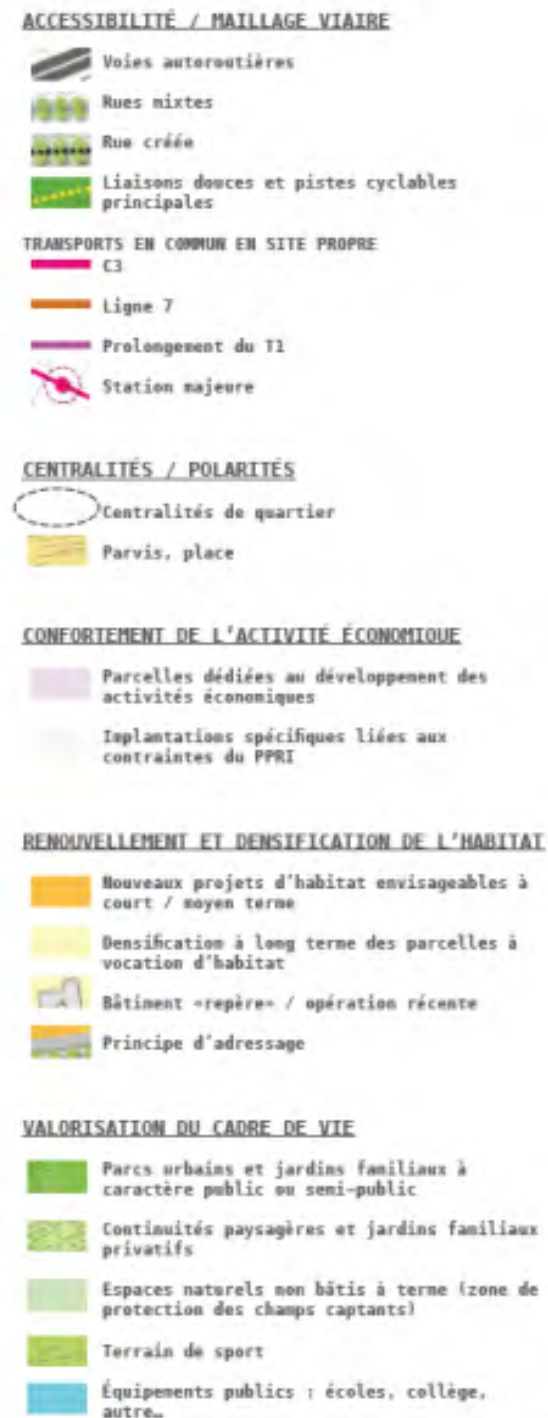 ACCESSIBILITÉ / MAILLAGE VIAIRE
Voies autoroutières
Rues mixtes
Rue créée
Liaisons douces et pistes cyclables
principales
TRANSPORTS EN COMMUN EN SITE PROPRE
C3
Ligne 7
Prolongement du T1
Station majeure
CENTRALITÉS / POLARITÉS
Centralités de quartier
Parvis, place
CONFORTEMENT DE L'ACTIVITÉ ÉCONOMIQUE
Parcelles dédiées au développement des
activités économiques
Implantations spécifiques liées aux
contraintes du PPRI
RENOUVELLEMENT ET DENSIFICATION DE L'HABITAT
Nouveaux projets d'habitat envisageables à
court / moyen terme
Densification à long terme des parcelles à
vocation d'habitat
Bâtiment «repère» / opération récente
Principe d'adressage
VALORISATION DU CADRE DE VIE
Parcs urbains et jardins familiaux à
caractère public ou semi-public
Continuités paysagères et jardins familiaux
privatifs
Espaces naturels non bâtis à terme (zone de
protection des champs captants)
Terrain de sport
Équipements publics : écoles, collège,
autre…